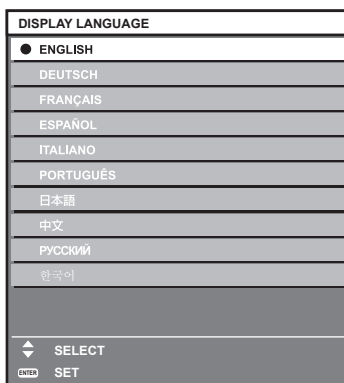 DISPLAY LANGUAGE
ENGLISH
DEUTSCH
FRANÇAIS
ESPAÑOL
ITALIANO
PORTUGUÊS
日本語
中文
РУССКИЙ
한국어
SELECT
ENTER SET